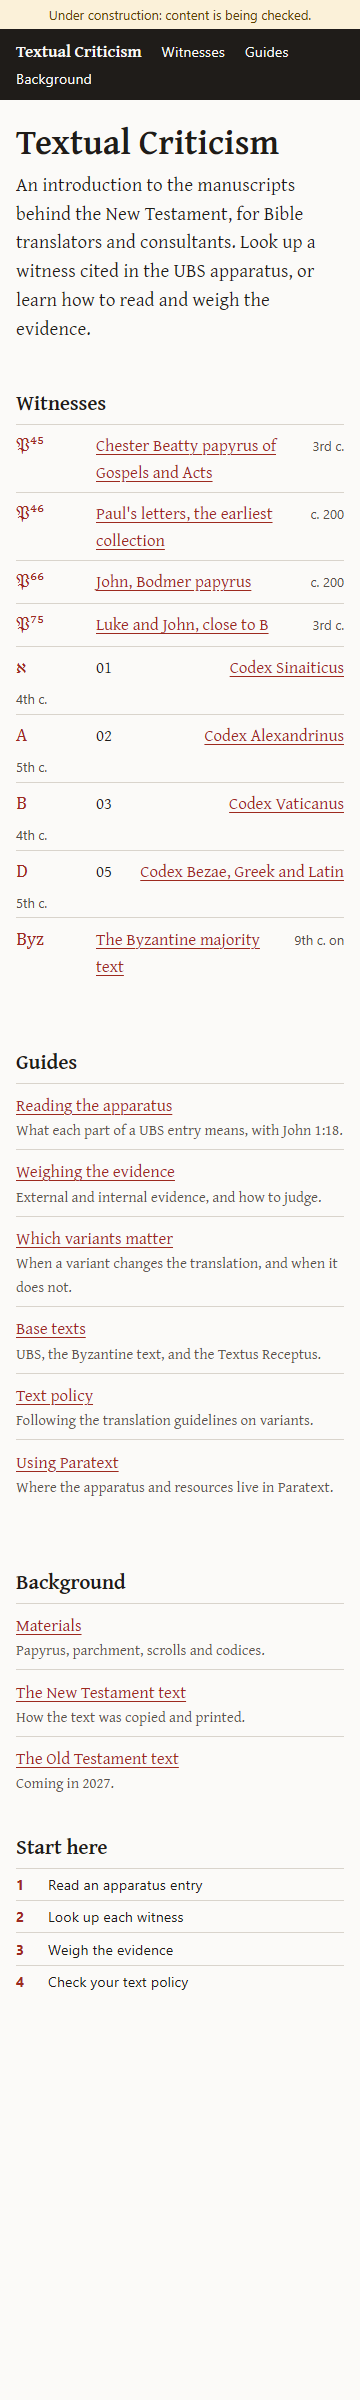 Under construction: content is being checked.
Textual Criticism Witnesses Guides
Background
Textual Criticism
An introduction to the manuscripts
behind the New Testament, for Bible
translators and consultants. Look up a
witness cited in the UBS apparatus, or
learn how to read and weigh the
evidence.
Witnesses
𝔓⁴⁵ Chester Beatty papyrus of 3rd c.
Gospels and Acts
𝔓⁴⁶ Paul's letters, the earliest c. 200
collection
𝔓⁶⁶ John, Bodmer papyrus c. 200
𝔓⁷⁵ Luke and John, close to B 3rd c.
א 01 Codex Sinaiticus
4th c.
A 02 Codex Alexandrinus
5th c.
B 03 Codex Vaticanus
4th c.
D 05 Codex Bezae, Greek and Latin
5th c.
Byz The Byzantine majority 9th c. on
text
Guides
Reading the apparatus
What each part of a UBS entry means, with John 1:18.
Weighing the evidence
External and internal evidence, and how to judge.
Which variants matter
When a variant changes the translation, and when it
does not.
Base texts
UBS, the Byzantine text, and the Textus Receptus.
Text policy
Following the translation guidelines on variants.
Using Paratext
Where the apparatus and resources live in Paratext.
Background
Materials
Papyrus, parchment, scrolls and codices.
The New Testament text
How the text was copied and printed.
The Old Testament text
Coming in 2027.
Start here
1 Read an apparatus entry
2 Look up each witness
3 Weigh the evidence
4 Check your text policy